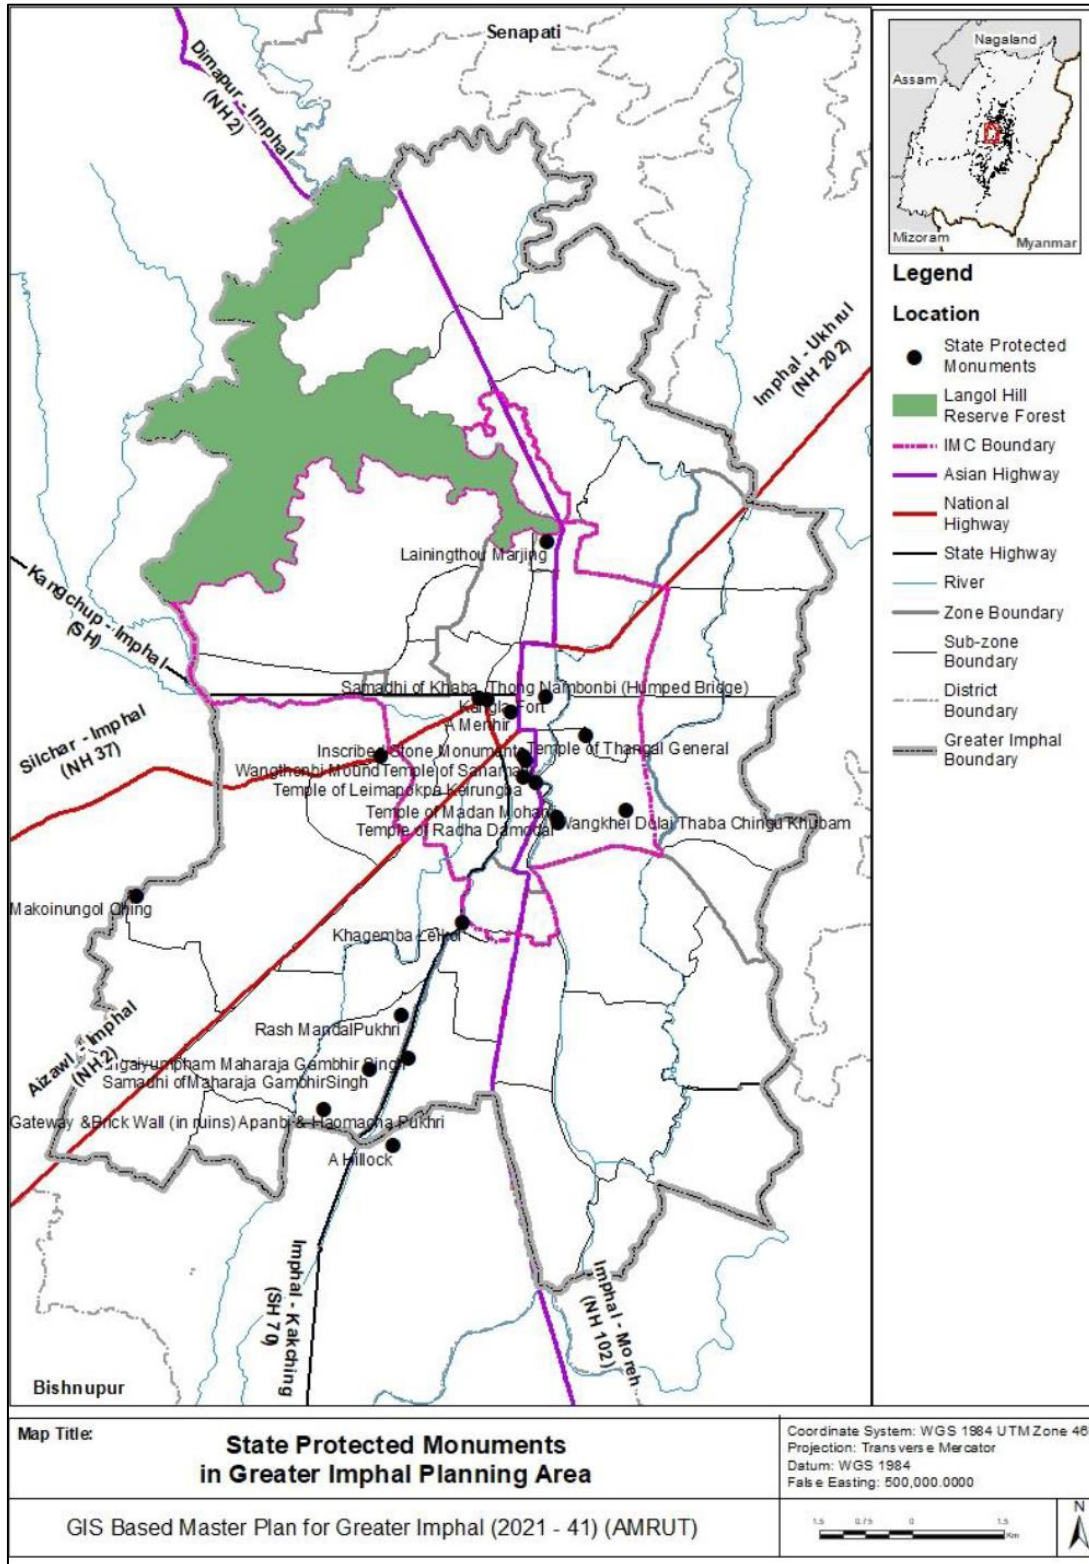 Senapati
Dimapur - Imphal
(NH 2)
Imphal - Ukhrul
(NH 202)
Lainingthou Marjing
Kangchup - Imphal
(SH)
Samadhi of Khaba
Thong Nambonbi (Humped Bridge)
Kangla Fort
A Menhir
Silchar - Imphal
(NH 37)
Inscribed Stone Monuments
Temple of Thangal General
Wangthonbi Mound
Temple of Sanamahi
Temple of Leimapokpa Keirungba
Temple of Madan Mohan
Wangkhei Dolai Thaba Chingu Khubam
Temple of Radha Damodar
Makoinungol Ching
Khagemba Leikol
Rash MandalPukhri
Maharaja Gambhir Singh
Samadhi ofMaharaja GambhirSingh
Aizawl - Imphal
(NH 2)
Gateway &Brick Wall (in ruins)
Apanbi & Haomacha Pukhri
A Hillock
Imphal - Kakching
(SH 70)
Imphal - Moreh
(NH 102)
Bishnupur
Nagaland
Assam
Mizoram
Myanmar
Legend
Location
State Protected
Monuments
Langol Hill
Reserve Forest
IMC Boundary
Asian Highway
National
Highway
State Highway
River
Zone Boundary
Sub-zone
Boundary
District
Boundary
Greater Imphal
Boundary
Map Title:
State Protected Monuments
in Greater Imphal Planning Area
GIS Based Master Plan for Greater Imphal (2021 - 41) (AMRUT)
Coordinate System: WGS 1984 UTM Zone 46
Projection: Transverse Mercator
Datum: WGS 1984
False Easting: 500,000.0000
1.5 0.75 0 1.5
Km
N